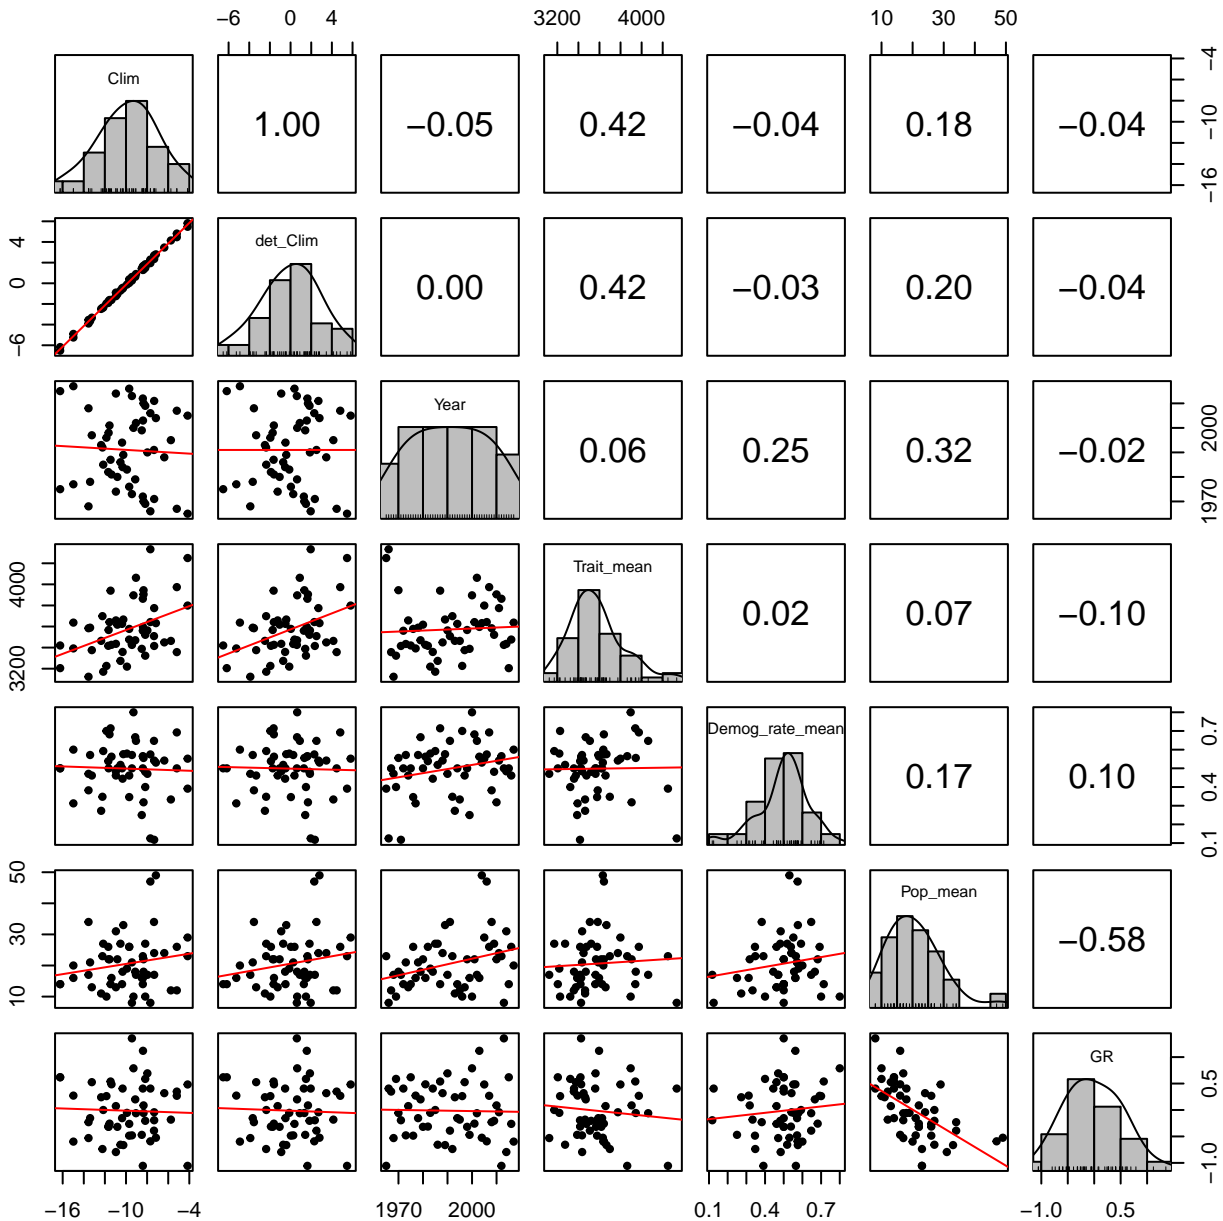 −6 0 4 3200 4000 10 30 50
Clim 1.00 −0.05 0.42 −0.04 0.18 −0.04 −16 −10 −4
−6 0 4 det_Clim 0.00 0.42 −0.03 0.20 −0.04
Year 0.06 0.25 0.32 −0.02 1970 2000
3200 4000 Trait_mean 0.02 0.07 −0.10
Demog_rate_mean 0.17 0.10 0.1 0.4 0.7
10 30 50 Pop_mean −0.58
GR −1.0 0.5
−16 −10 −4 1970 2000 0.1 0.4 0.7 −1.0 0.5